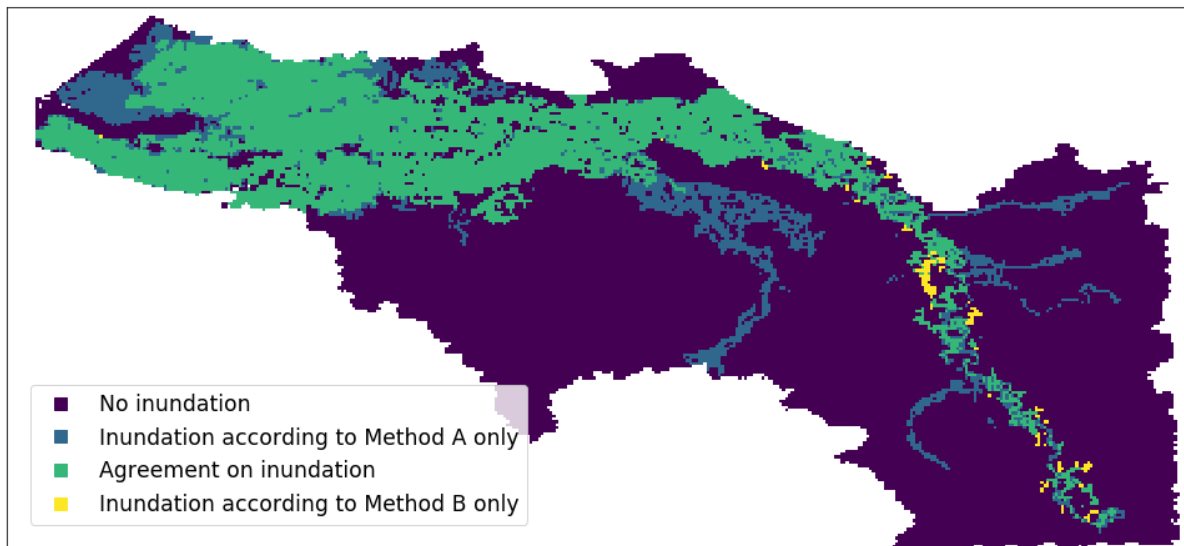 No inundation
Inundation according to Method A only
Agreement on inundation
Inundation according to Method B only